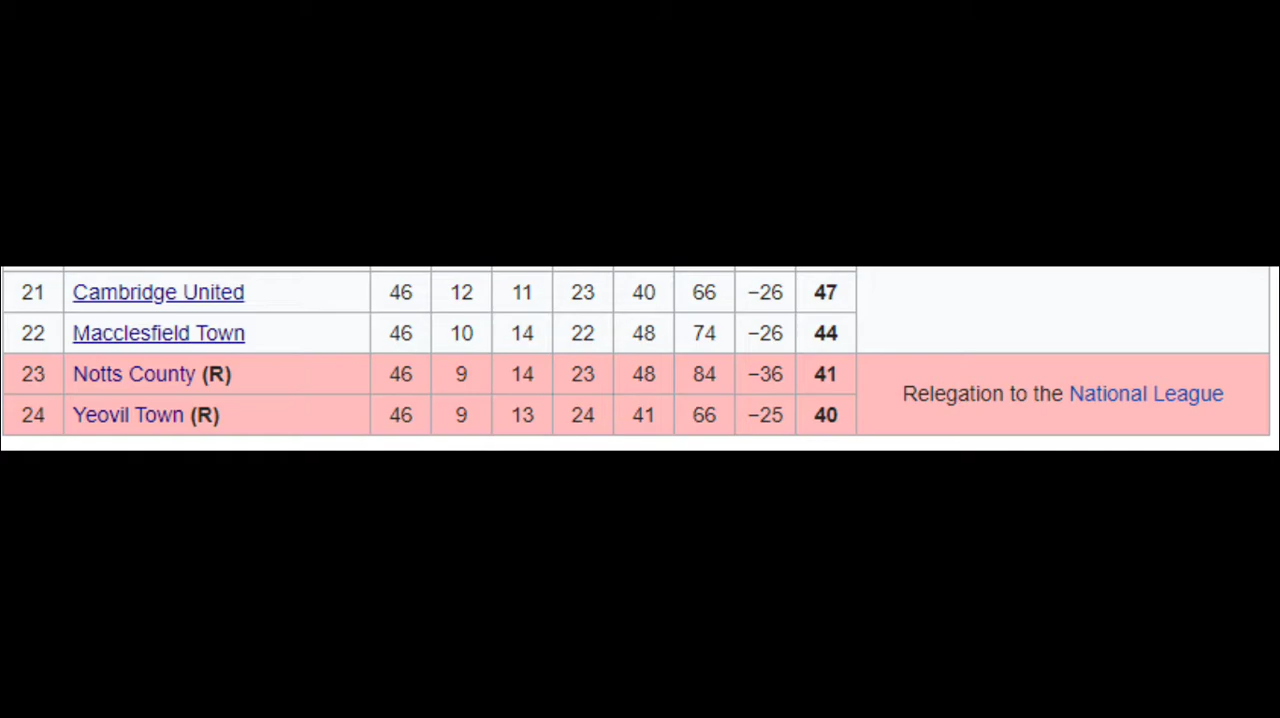 21 Cambridge United 46 12 11 23 40 66 −26 47
22 Macclesfield Town 46 10 14 22 48 74 −26 44
23 Notts County (R) 46 9 14 23 48 84 −36 41
Relegation to the National League
24 Yeovil Town (R) 46 9 13 24 41 66 −25 40